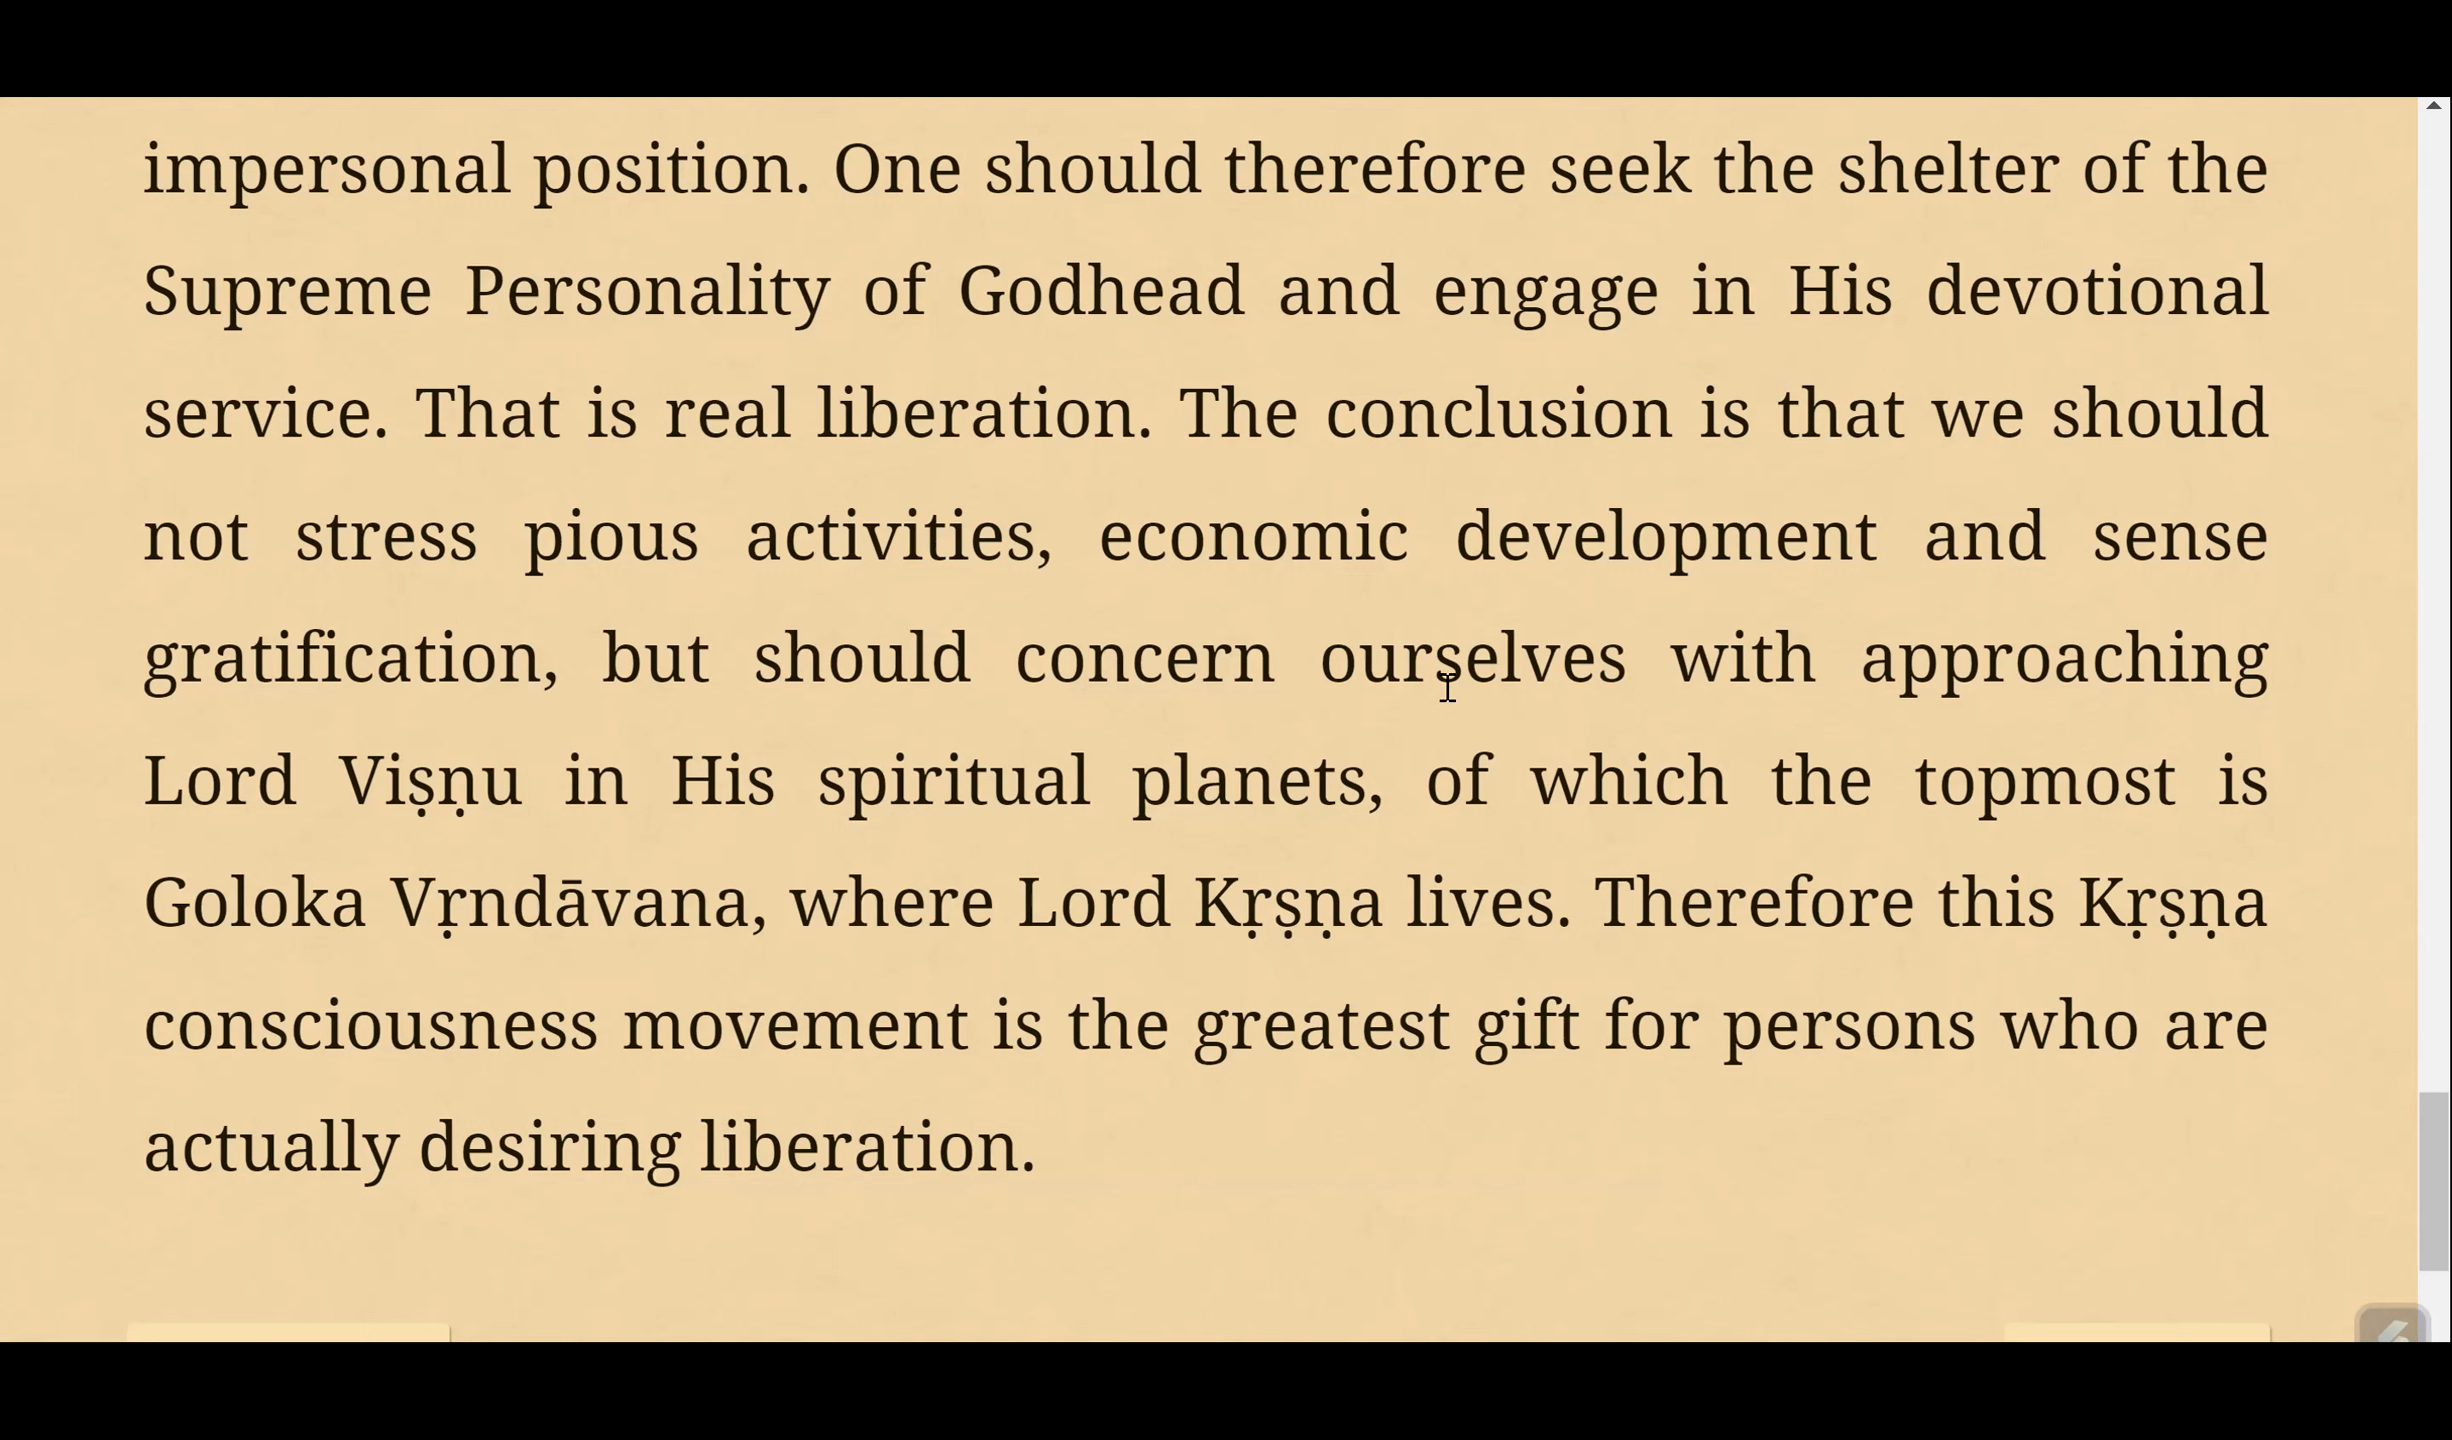 impersonal position. One should therefore seek the shelter of the
Supreme Personality of Godhead and engage in His devotional
service. That is real liberation. The conclusion is that we should
not stress pious activities, economic development and sense
gratification, but should concern ourselves with approaching
Lord Viṣṇu in His spiritual planets, of which the topmost is
Goloka Vṛndāvana, where Lord Kṛṣṇa lives. Therefore this Kṛṣṇa
consciousness movement is the greatest gift for persons who are
actually desiring liberation.